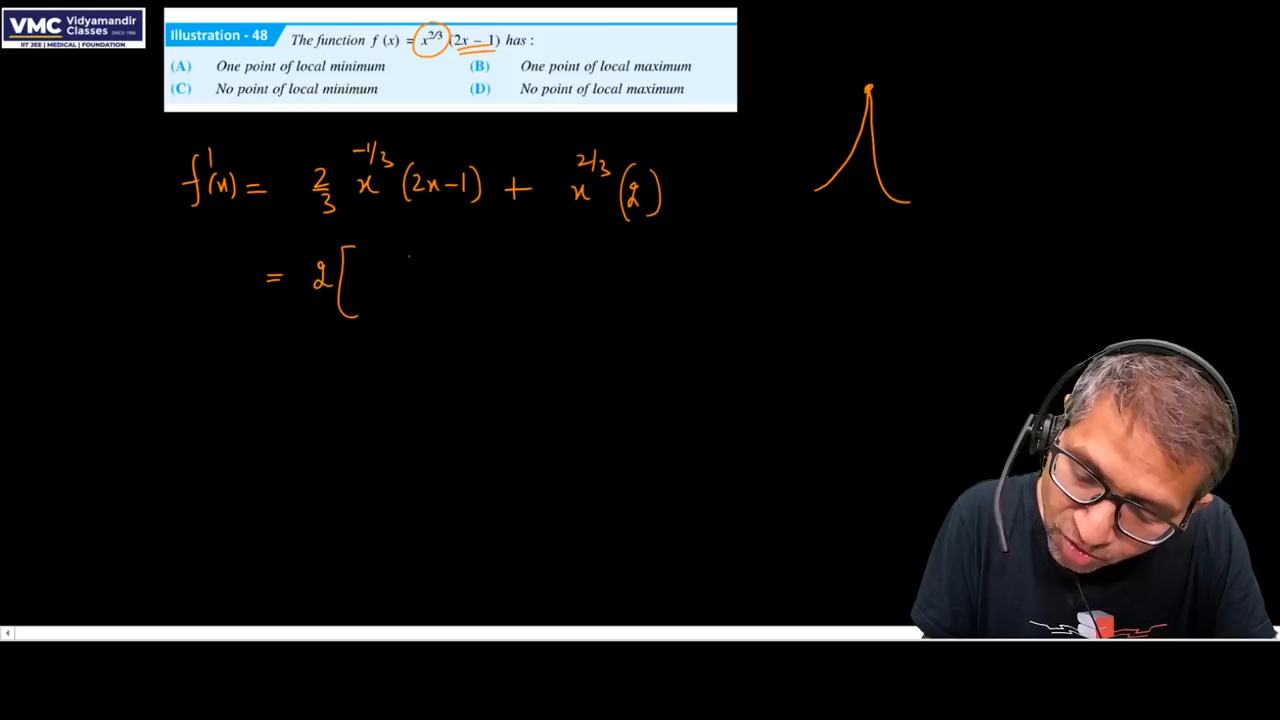 VMC Vidyamandir Classes SINCE 1986
IIT JEE | MEDICAL | FOUNDATION
Illustration - 48 The function f (x) = x^{2/3} (2x − 1) has :
(A) One point of local minimum (B) One point of local maximum
(C) No point of local minimum (D) No point of local maximum
f'(x) = 2/3 x^{-1/3} (2x-1) + x^{2/3} (2)
= 2[